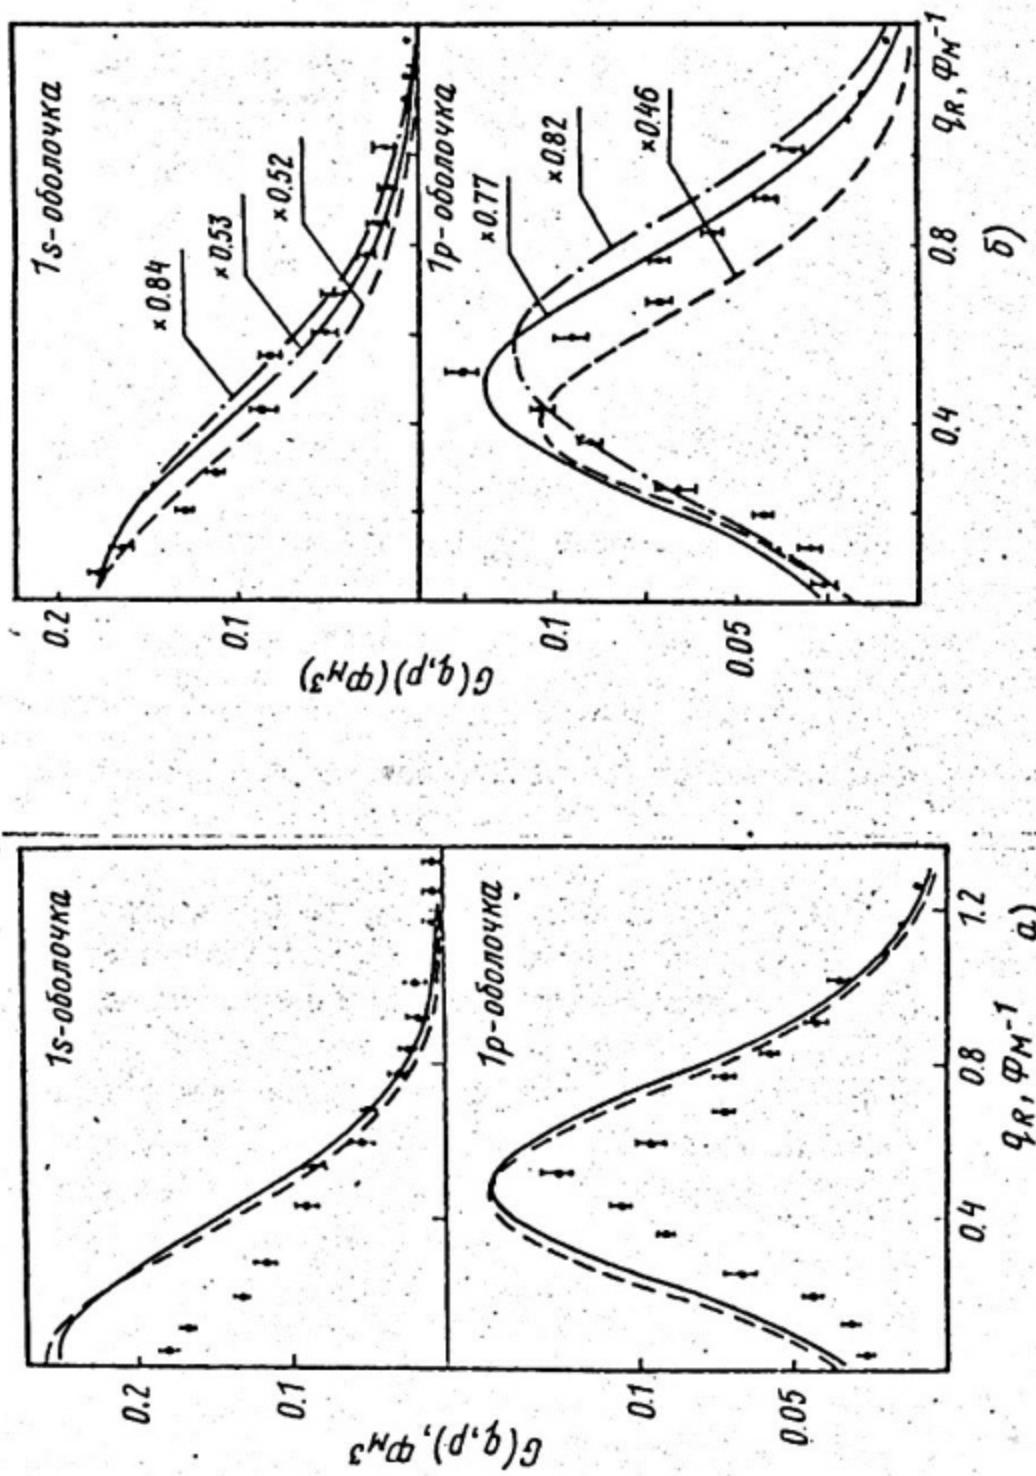 1s-оболочка
0.2
0.1
G(q,p), Фм³
1p-оболочка
0.1
0.05
0.4
0.8
1.2
q_R, Фм⁻¹
а)
1s-оболочка
×0.84
×0.53
×0.52
0.2
0.1
G(q,p)(Фм³)
1p-оболочка
×0.77
×0.82
×0.46
0.1
0.05
0.4
0.8
q_R, Фм⁻¹
б)